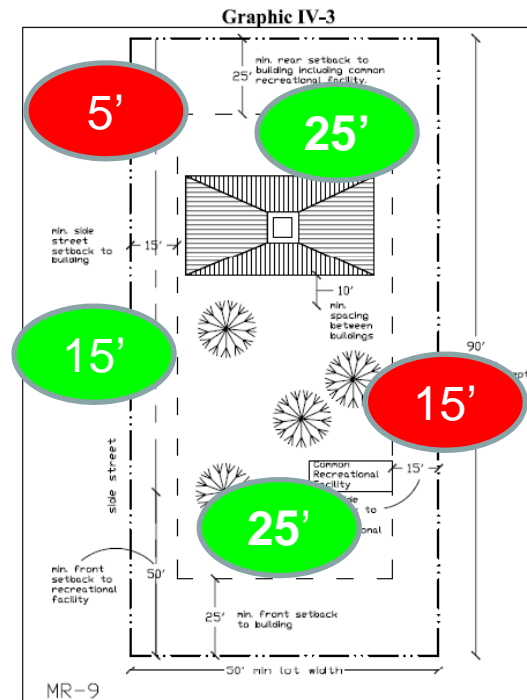 Graphic IV-3
min. rear setback to
building including common
recreational facility.
25'
5'
25'
min. side
street
setback to
building
15'
10'
min.
spacing
between
buildings
15'
90'
15'
side street
Common
Recreational
Facility
15'
to
25'
min. front
setback to
recreational
facility
50'
25'
min. front setback
to building
50' min lot width
MR-9